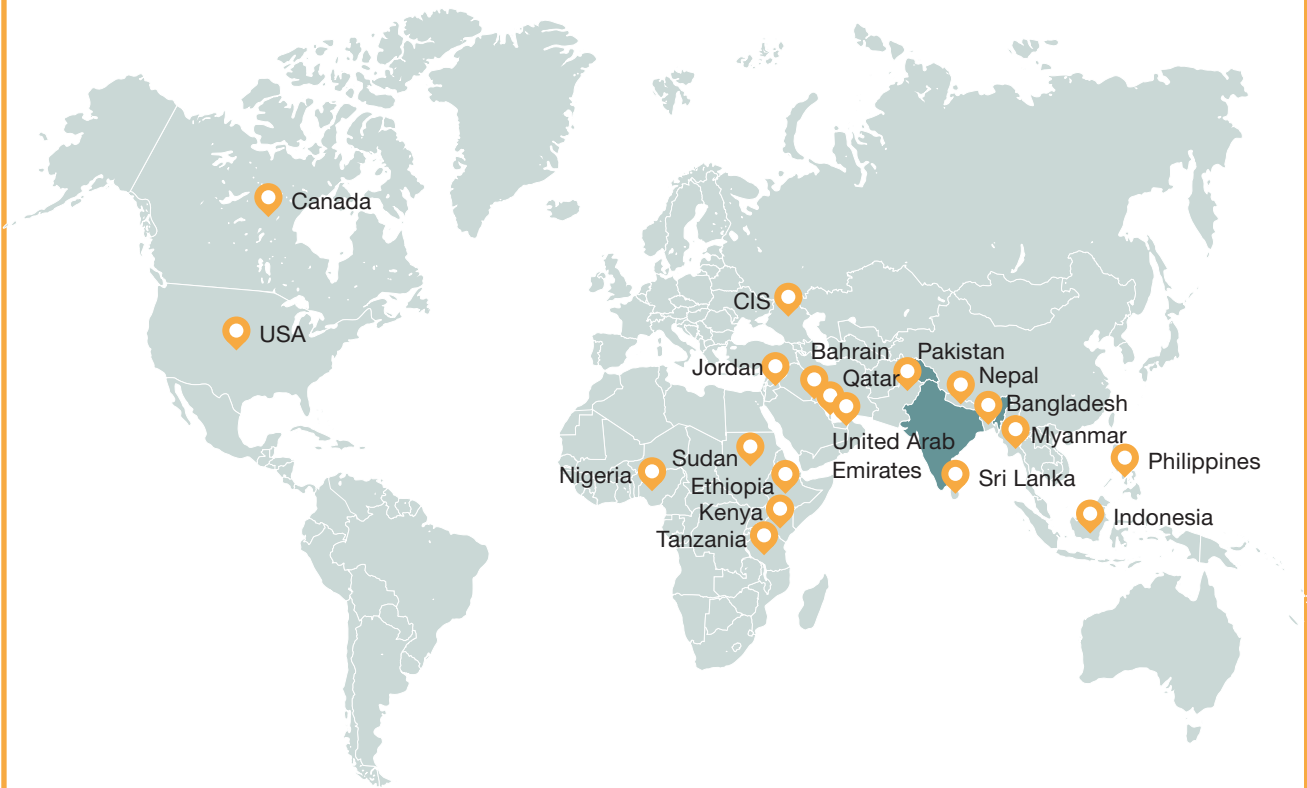 Canada
USA
CIS
Jordan
Bahrain
Qatar
Pakistan
Nepal
Bangladesh
Myanmar
United Arab
Emirates
Sri Lanka
Philippines
Indonesia
Nigeria
Sudan
Ethiopia
Kenya
Tanzania